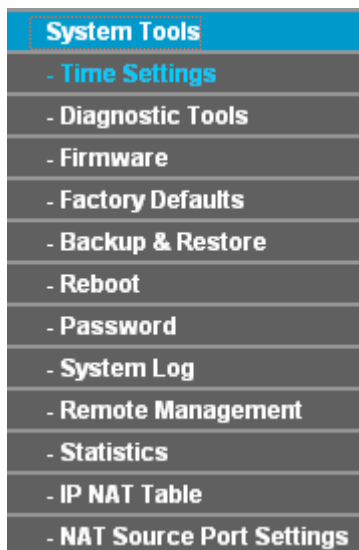 System Tools
- Time Settings
- Diagnostic Tools
- Firmware
- Factory Defaults
- Backup & Restore
- Reboot
- Password
- System Log
- Remote Management
- Statistics
- IP NAT Table
- NAT Source Port Settings